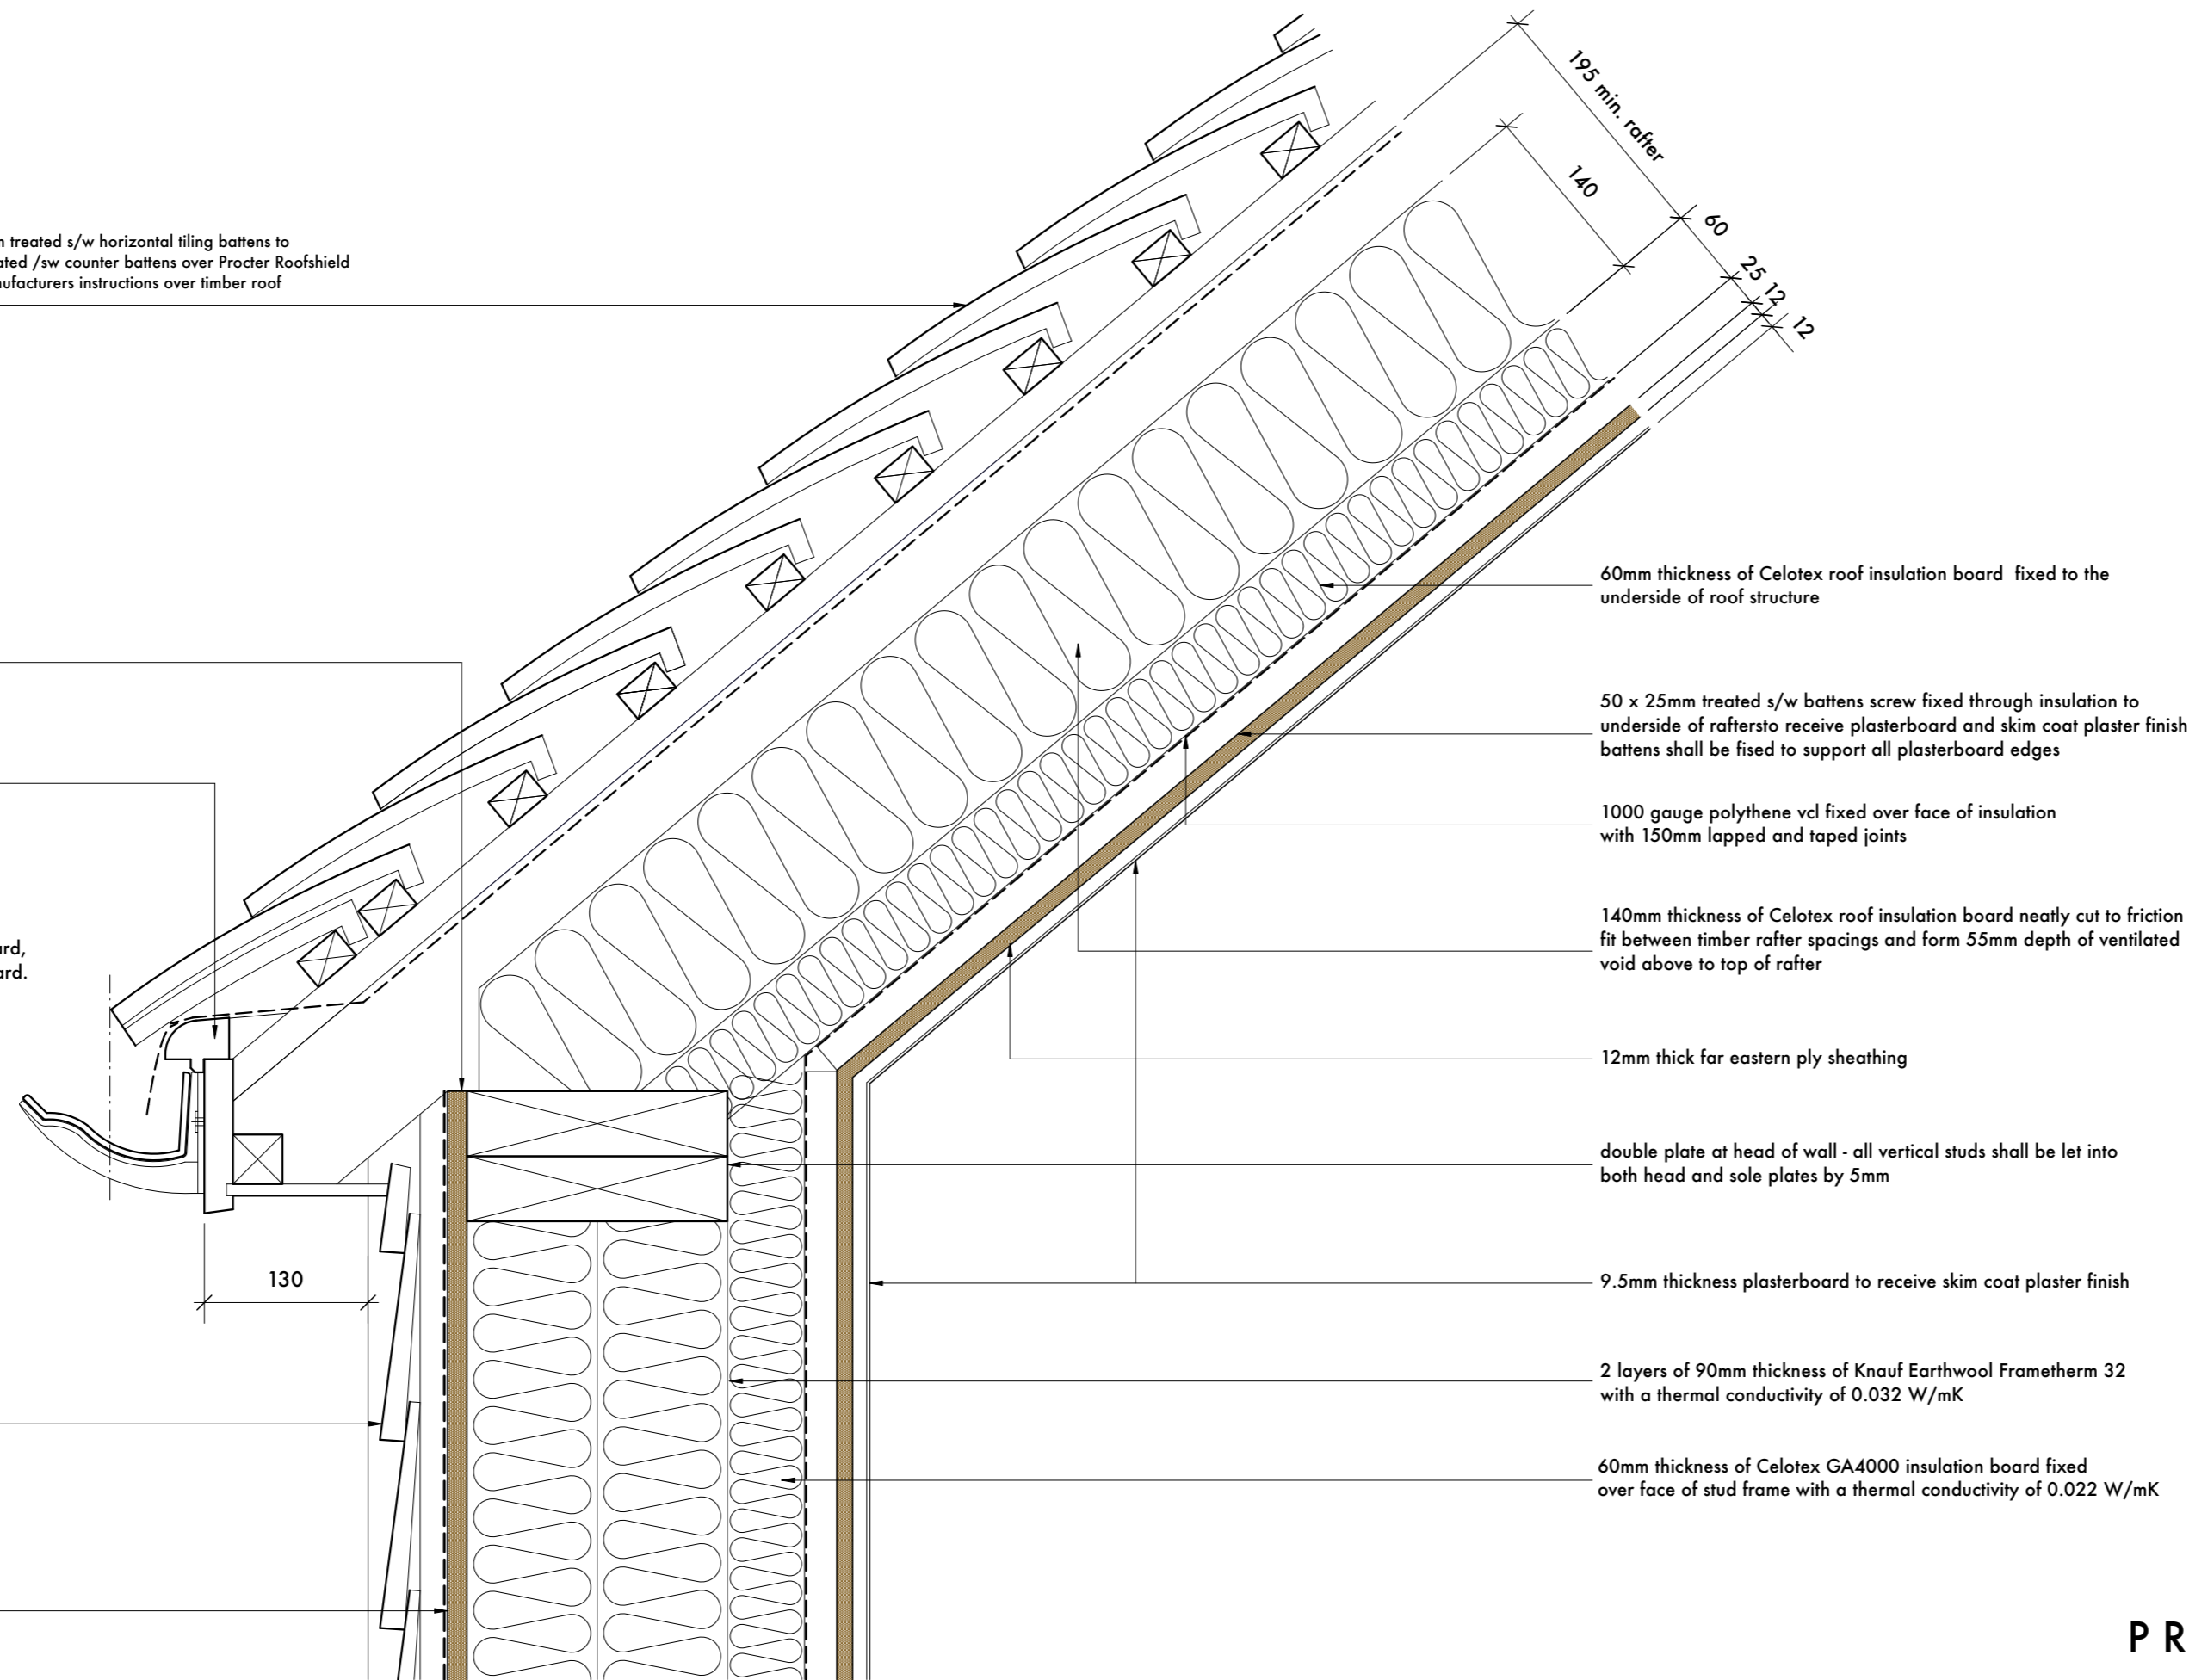 195 min. rafter
140
60
25
12
12
treated s/w horizontal tiling battens to
/sw counter battens over Procter Roofshield
instructions over timber roof
60mm thickness of Celotex roof insulation board  fixed to the
underside of roof structure
50 x 25mm treated s/w battens screw fixed through insulation to
underside of raftersto receive plasterboard and skim coat plaster finish
battens shall be fised to support all plasterboard edges
1000 gauge polythene vcl fixed over face of insulation
with 150mm lapped and taped joints
140mm thickness of Celotex roof insulation board neatly cut to friction
fit between timber rafter spacings and form 55mm depth of ventilated
void above to top of rafter
12mm thick far eastern ply sheathing
double plate at head of wall - all vertical studs shall be let into
both head and sole plates by 5mm
130
9.5mm thickness plasterboard to receive skim coat plaster finish
2 layers of 90mm thickness of Knauf Earthwool Frametherm 32
with a thermal conductivity of 0.032 W/mK
60mm thickness of Celotex GA4000 insulation board fixed
over face of stud frame with a thermal conductivity of 0.022 W/mK
P R